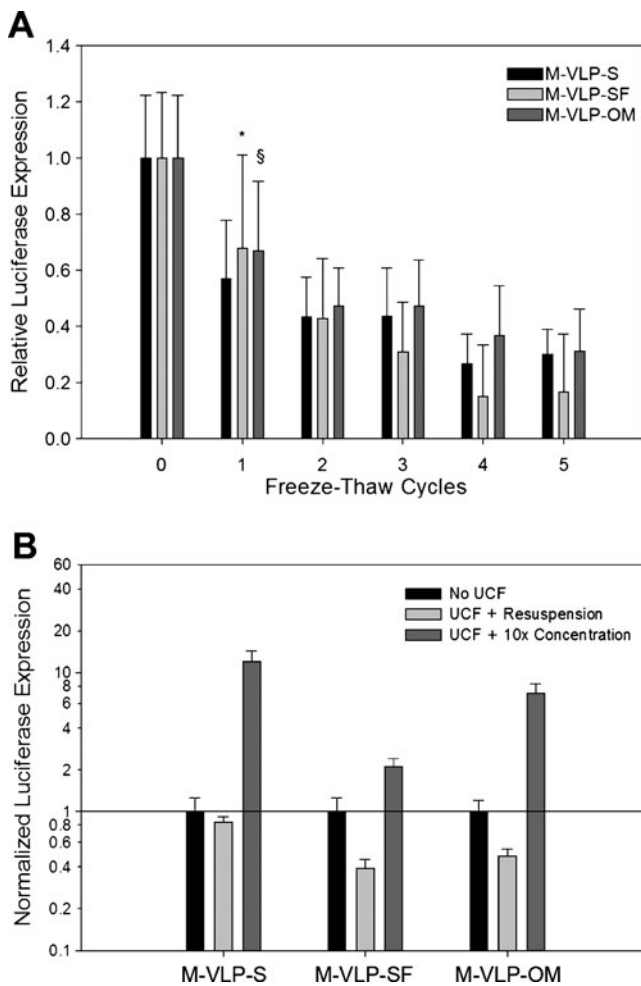 A
Relative Luciferase Expression
1.4
1.2
1.0
0.8
0.6
0.4
0.2
0.0
M-VLP-S
M-VLP-SF
M-VLP-OM
*
§
0 1 2 3 4 5
Freeze-Thaw Cycles
B
Normalized Luciferase Expression
60
40
20
10
8
6
4
2
1
0.8
0.6
0.4
0.2
0.1
No UCF
UCF + Resuspension
UCF + 10x Concentration
M-VLP-S M-VLP-SF M-VLP-OM